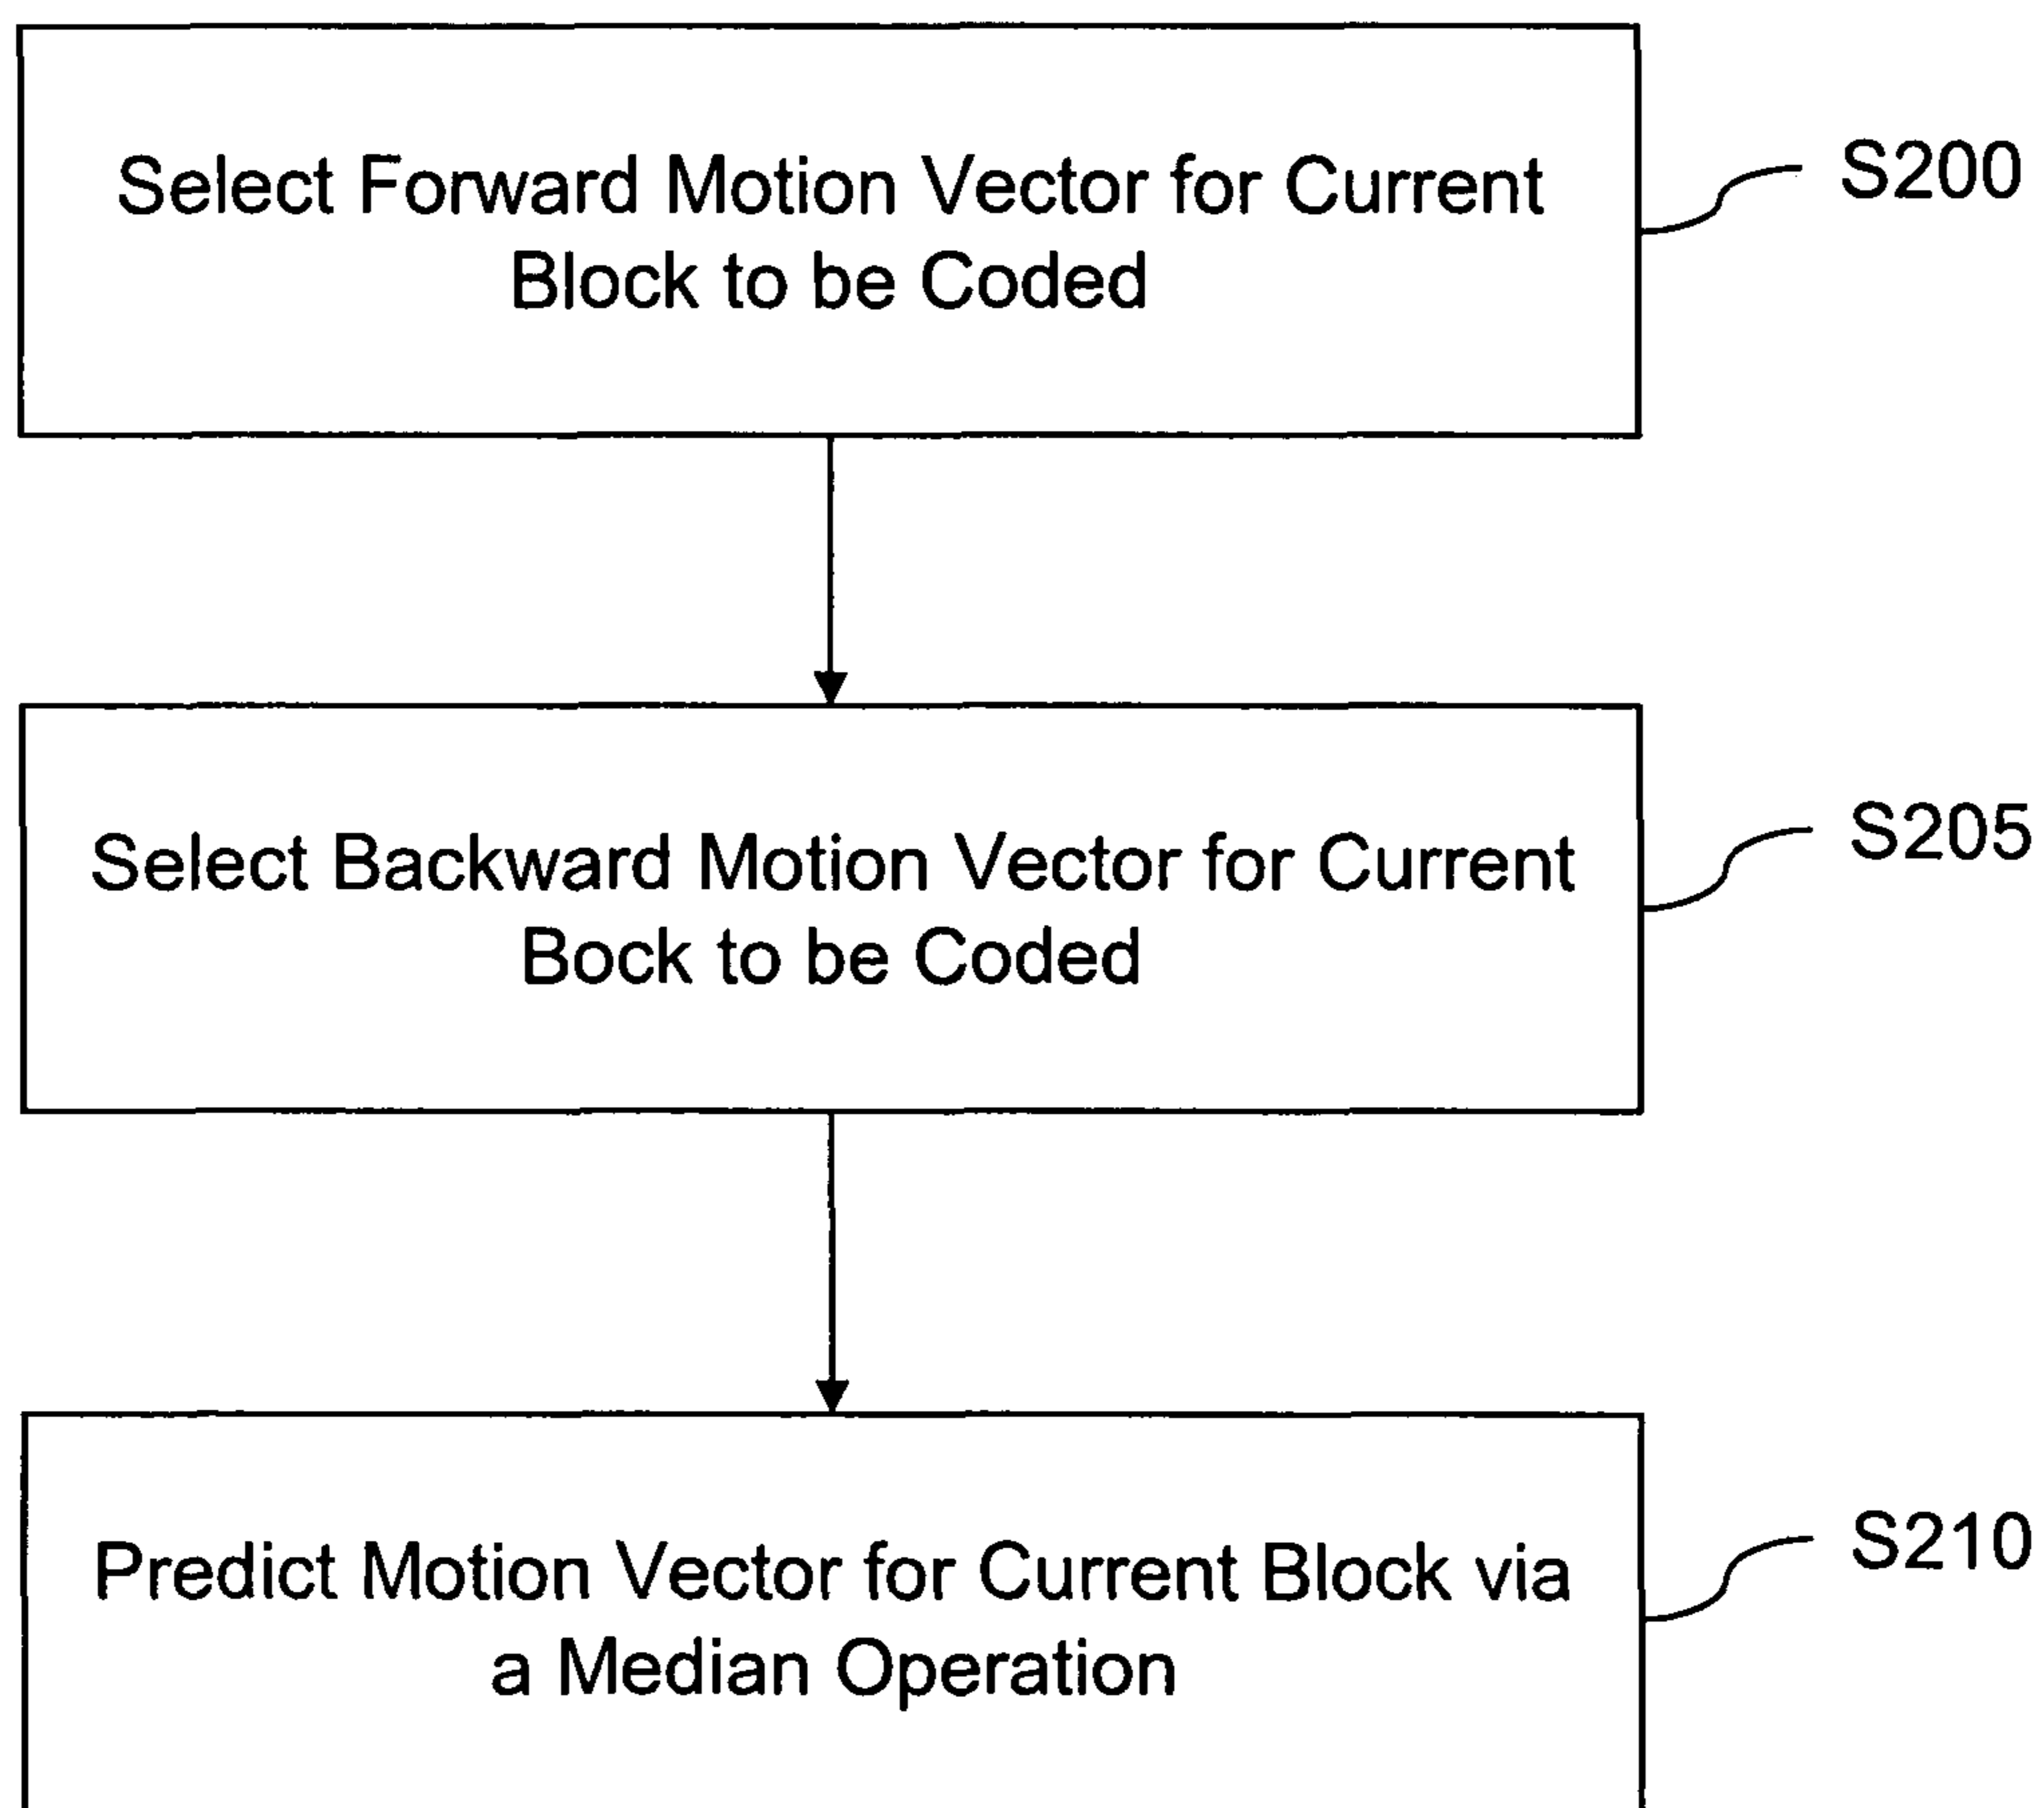 Select Forward Motion Vector for Current
Block to be Coded
S200
Select Backward Motion Vector for Current
Bock to be Coded
S205
Predict Motion Vector for Current Block via
a Median Operation
S210